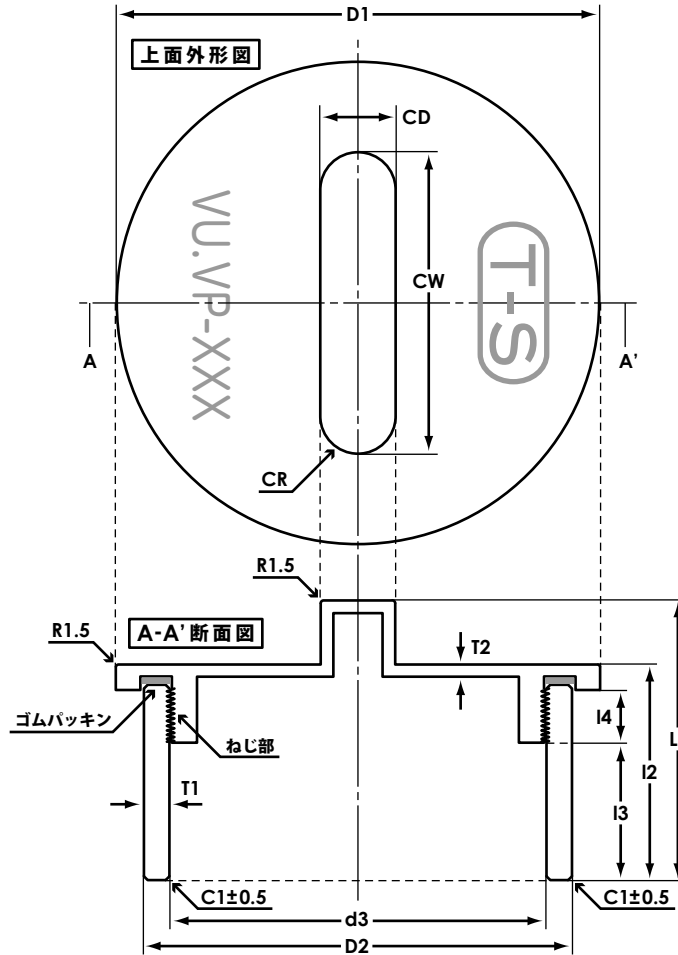 D1
上面外形図
CD
VU.VP-XXX
T-S
CW
A
A'
CR
R1.5
R1.5
A-A'断面図
T2
ゴムパッキン
ねじ部
l4
L
l2
T1
l3
C1±0.5
C1±0.5
d3
D2